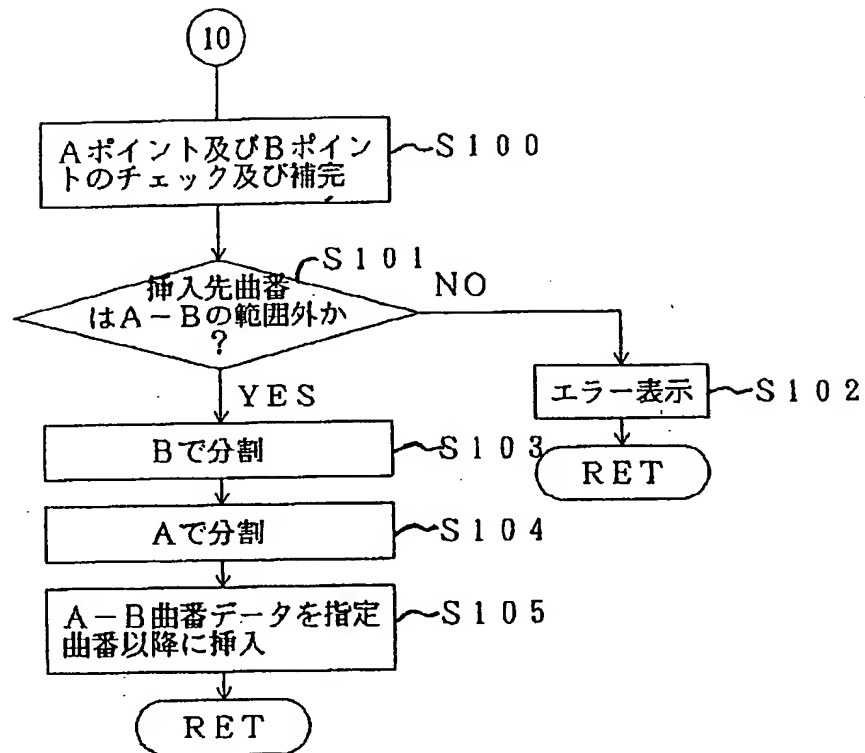 10
Aポイント及びBポイン
トのチェック及び補完
S100
S101
挿入先曲番
はA－Bの範囲外か
?
NO
YES
エラー表示
S102
RET
Bで分割
S103
Aで分割
S104
A－B曲番データを指定
曲番以降に挿入
S105
RET